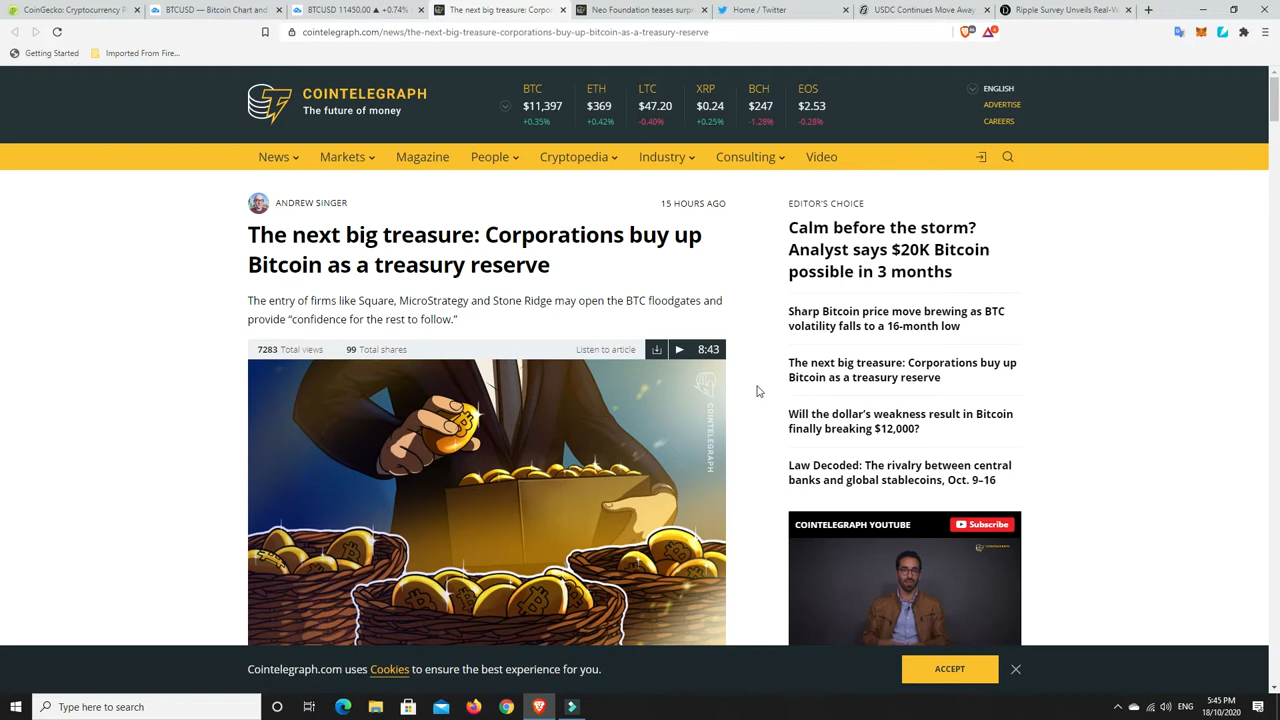 CoinGecko: Cryptocurrency P
BTCUSD — Bitcoin Chart and
BTCUSD 11450.00 ▲ +0.74%
The next big treasure: Corpor
Neo Foundation teases surpr
Home / Twitter
USDC Continues Move Away
Ripple Survey Unveils Real-W
cointelegraph.com/news/the-next-big-treasure-corporations-buy-up-bitcoin-as-a-treasury-reserve
Getting Started
Imported From Fire...
COINTELEGRAPH
The future of money
BTC ETH LTC XRP BCH EOS
$11,397 $369 $47.20 $0.24 $247 $2.53
+0.35% +0.42% -0.40% +0.25% -1.28% -0.28%
ENGLISH
ADVERTISE
CAREERS
News Markets Magazine People Cryptopedia Industry Consulting Video
ANDREW SINGER
15 HOURS AGO
The next big treasure: Corporations buy up
Bitcoin as a treasury reserve
The entry of firms like Square, MicroStrategy and Stone Ridge may open the BTC floodgates and
provide “confidence for the rest to follow.”
7283 Total views 99 Total shares Listen to article 8:43
COINTELEGRAPH
EDITOR'S CHOICE
Calm before the storm?
Analyst says $20K Bitcoin
possible in 3 months
Sharp Bitcoin price move brewing as BTC
volatility falls to a 16-month low
The next big treasure: Corporations buy up
Bitcoin as a treasury reserve
Will the dollar’s weakness result in Bitcoin
finally breaking $12,000?
Law Decoded: The rivalry between central
banks and global stablecoins, Oct. 9–16
COINTELEGRAPH YOUTUBE
Subscribe
Cointelegraph.com uses Cookies to ensure the best experience for you.
ACCEPT
Type here to search
ENG
5:45 PM
18/10/2020